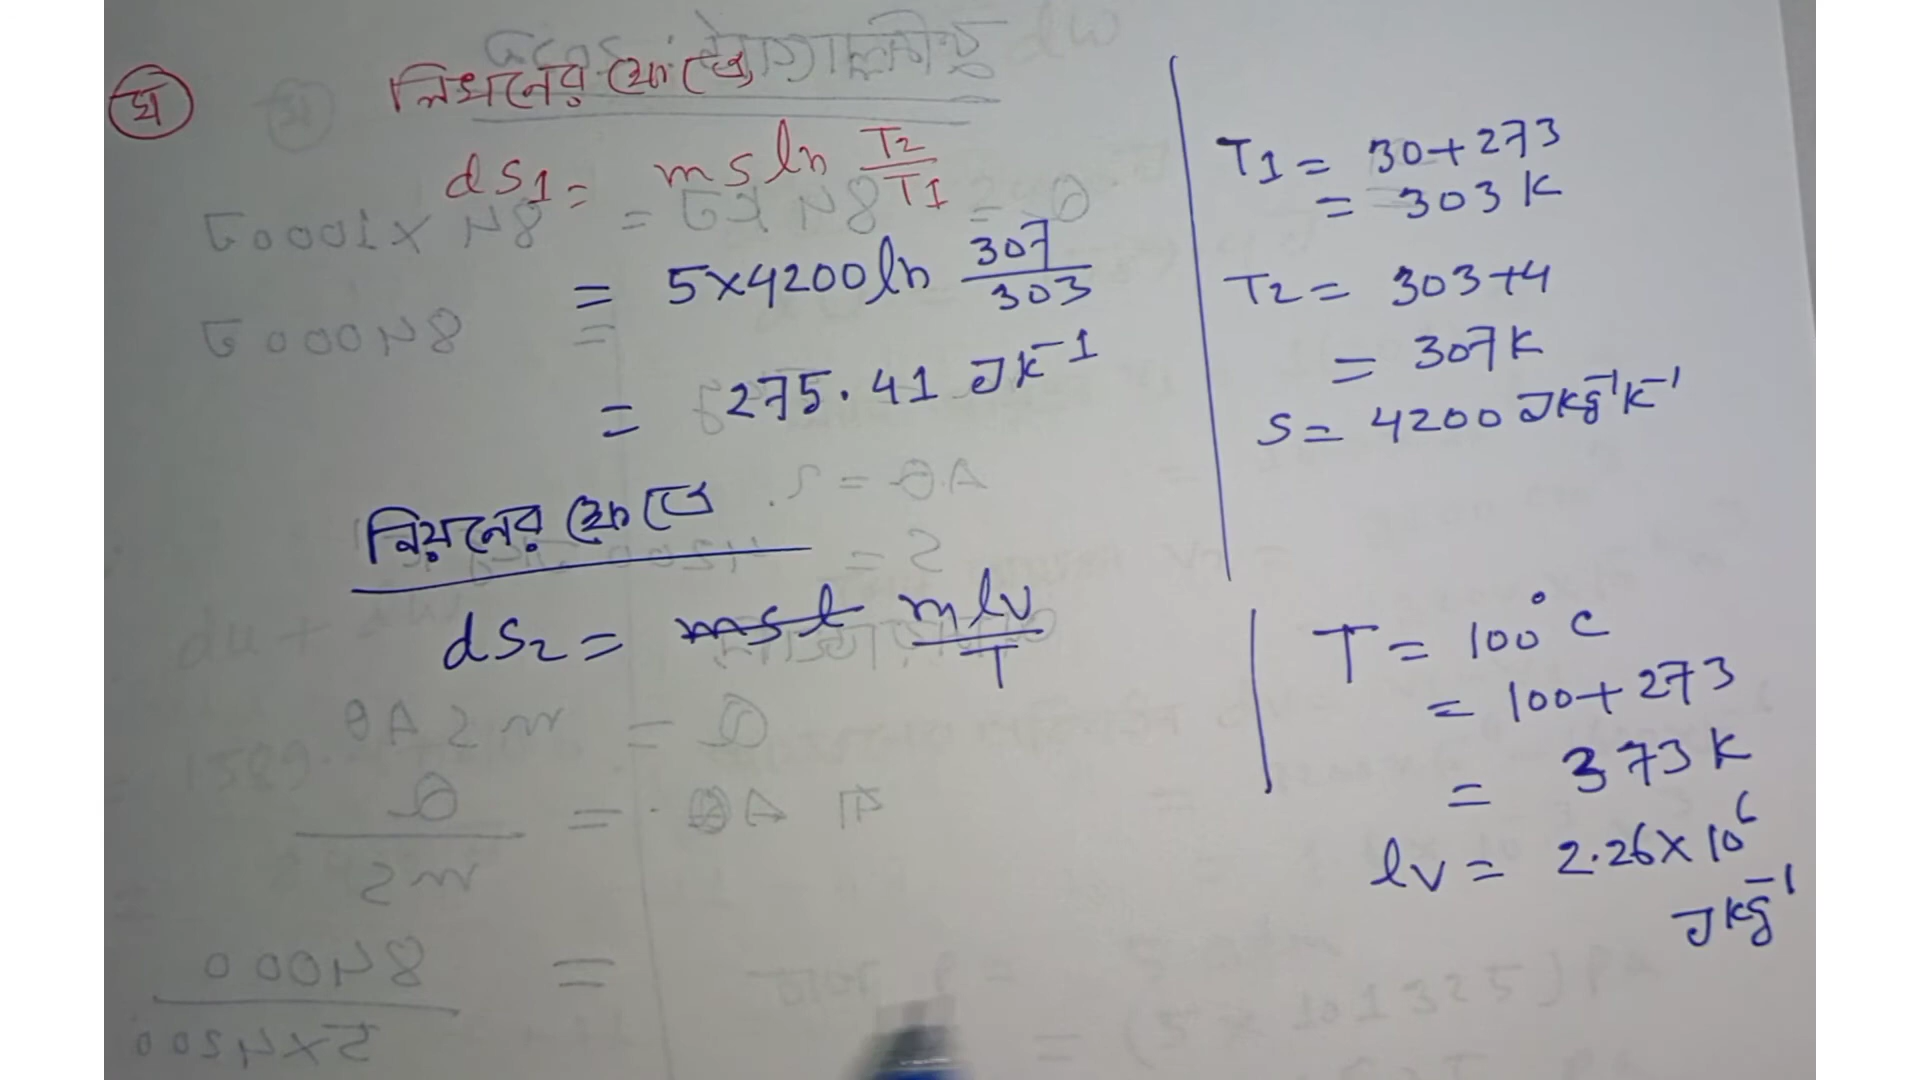 ঘ
লিখনের ক্ষেত্রে
dS1 = ms ln T2/T1
= 5×4200 ln 307/303
= 275.41 JK⁻¹
নিয়নের ক্ষেত্রে
dS2 = msl mlv/T
T1 = 30+273
= 303 K
T2 = 303+4
= 307 K
S = 4200 Jkg⁻¹K⁻¹
T = 100°C
= 100+273
= 373 K
lv = 2.26×10⁶
Jkg⁻¹